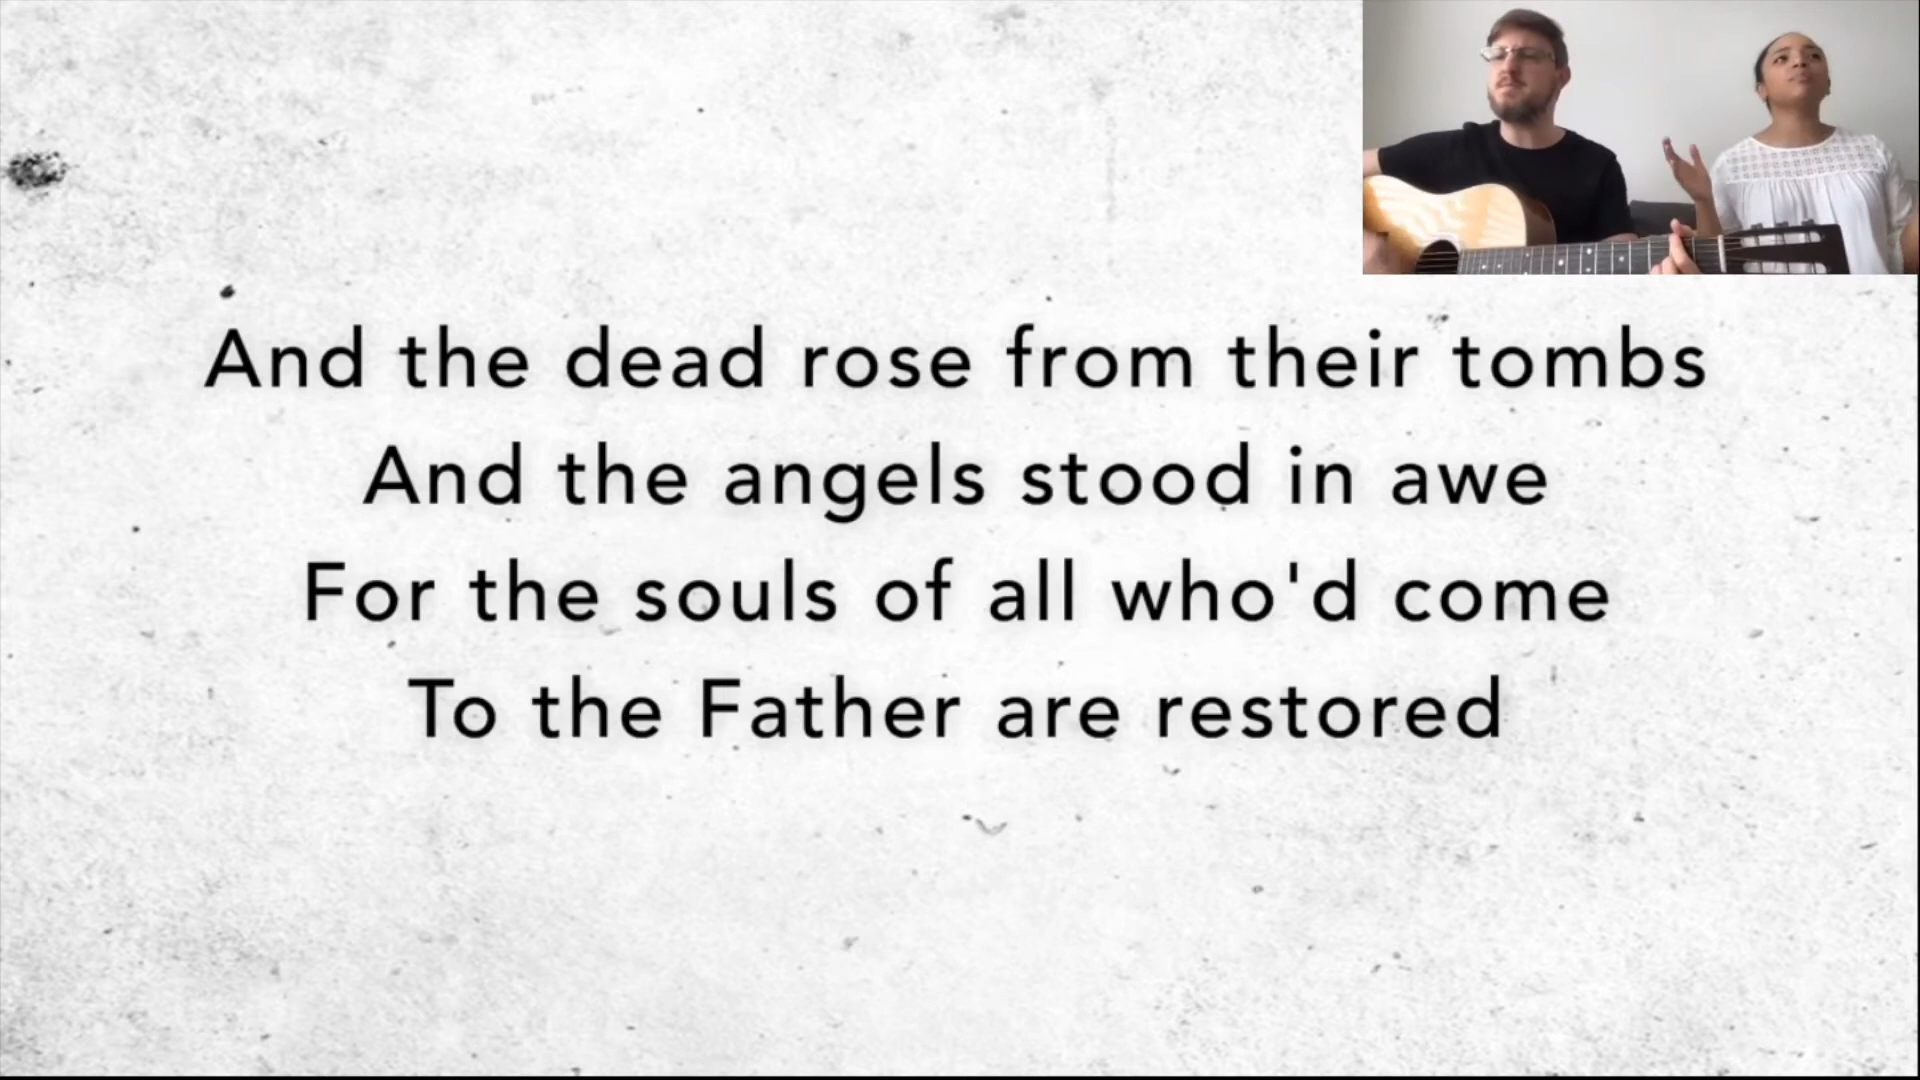 And the dead rose from their tombs
And the angels stood in awe
For the souls of all who'd come
To the Father are restored